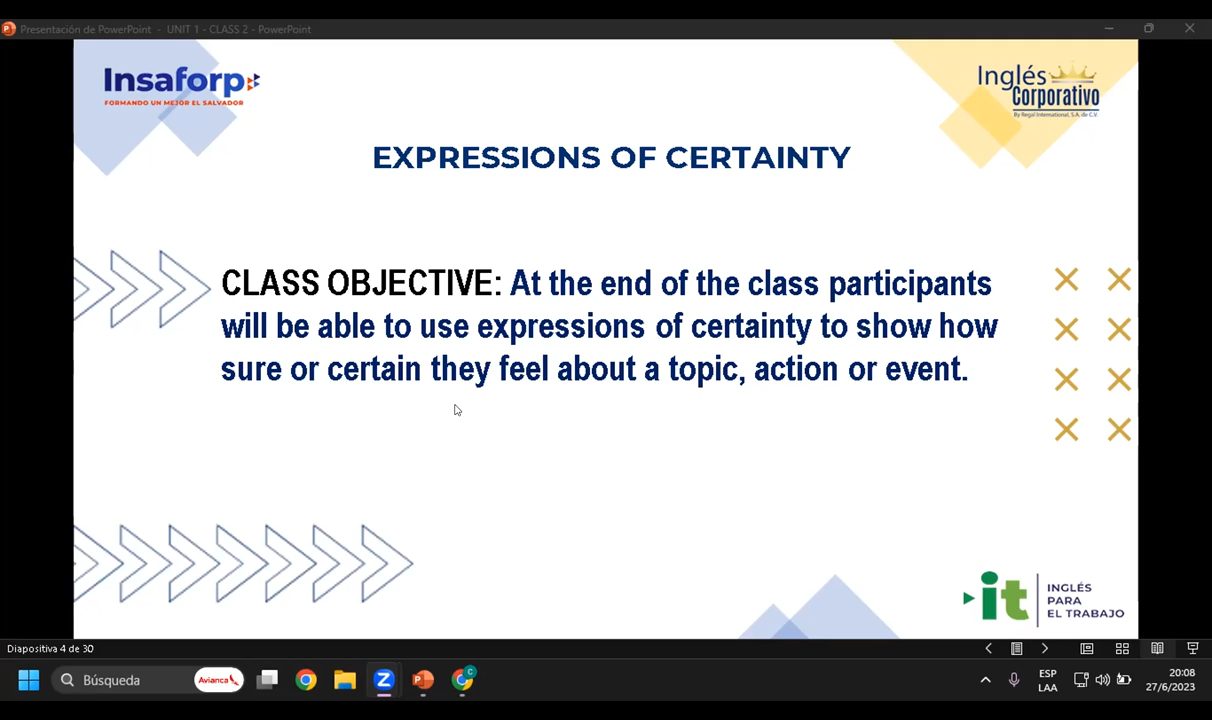 Presentación de PowerPoint - UNIT 1 - CLASS 2 - PowerPoint
Insaforp
FORMANDO UN MEJOR EL SALVADOR
Inglés
Corporativo
By Regal International, S.A. de C.V.
EXPRESSIONS OF CERTAINTY
CLASS OBJECTIVE: At the end of the class participants
will be able to use expressions of certainty to show how
sure or certain they feel about a topic, action or event.
it
INGLÉS
PARA
EL TRABAJO
Diapositiva 4 de 30
Búsqueda
Avianca
C
ESP
LAA
20:08
27/6/2023